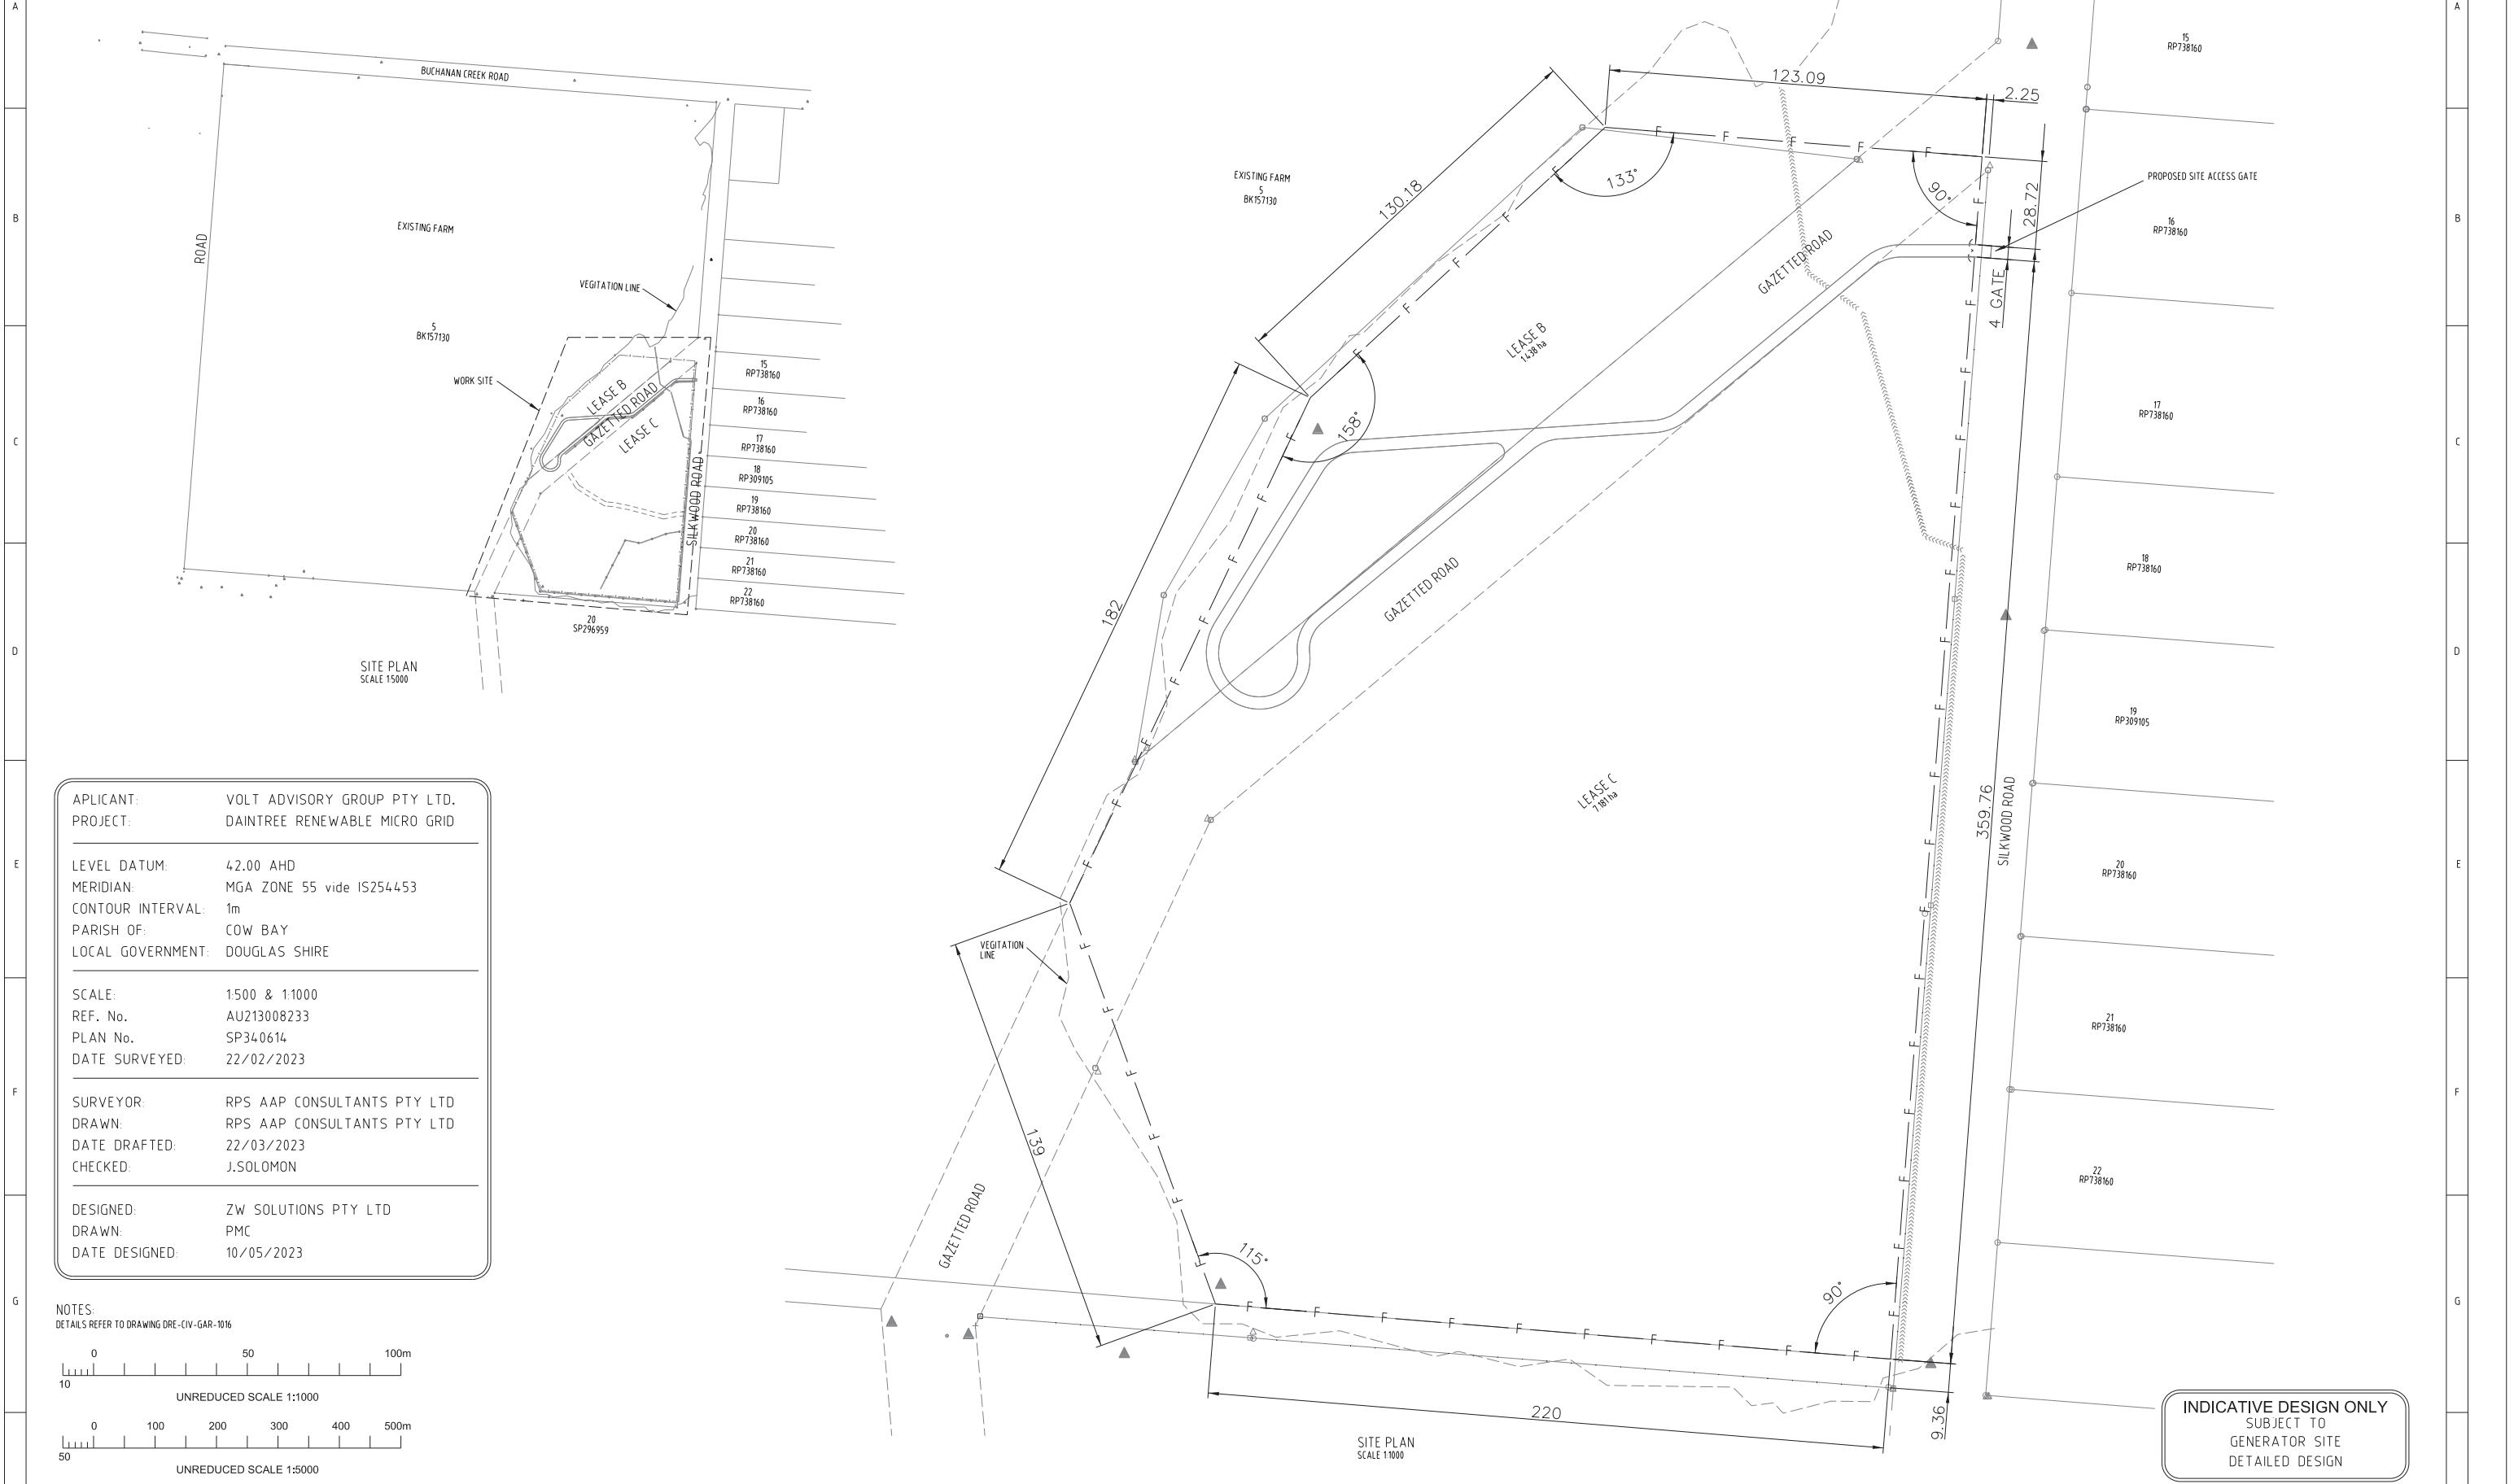 A
A
B
B
C
C
D
D
E
E
F
F
G
G
BUCHANAN CREEK ROAD
ROAD
EXISTING FARM
VEGITATION LINE
5
BK157130
WORK SITE
LEASE B
GAZETTED ROAD
LEASE C
SILKWOOD ROAD
15
RP738160
16
RP738160
17
RP738160
18
RP309105
19
RP738160
20
RP738160
21
RP738160
22
RP738160
20
SP296959
SITE PLAN
SCALE 1:5000
APLICANT: VOLT ADVISORY GROUP PTY LTD.
PROJECT: DAINTREE RENEWABLE MICRO GRID
LEVEL DATUM: 42.00 AHD
MERIDIAN: MGA ZONE 55 vide IS254453
CONTOUR INTERVAL: 1m
PARISH OF: COW BAY
LOCAL GOVERNMENT: DOUGLAS SHIRE
SCALE: 1:500 & 1:1000
REF. No. AU213008233
PLAN No. SP340614
DATE SURVEYED: 22/02/2023
SURVEYOR: RPS AAP CONSULTANTS PTY LTD
DRAWN: RPS AAP CONSULTANTS PTY LTD
DATE DRAFTED: 22/03/2023
CHECKED: J.SOLOMON
DESIGNED: ZW SOLUTIONS PTY LTD
DRAWN: PMC
DATE DESIGNED: 10/05/2023
NOTES:
DETAILS REFER TO DRAWING DRE-CIV-GAR-1016
0 50 100m
10
UNREDUCED SCALE 1:1000
0 100 200 300 400 500m
50
UNREDUCED SCALE 1:5000
EXISTING FARM
5
BK157130
123.09
2.25
130.18
133°
90°
28.72
PROPOSED SITE ACCESS GATE
4 GATE
GAZETTED ROAD
LEASE B
1.438 ha
158°
182
GAZETTED ROAD
LEASE C
7.181 ha
359.76
SILKWOOD ROAD
VEGITATION
LINE
139
GAZETTED ROAD
115°
90°
220
9.36
SITE PLAN
SCALE 1:1000
15
RP738160
16
RP738160
17
RP738160
18
RP738160
19
RP309105
20
RP738160
21
RP738160
22
RP738160
INDICATIVE DESIGN ONLY
SUBJECT TO
GENERATOR SITE
DETAILED DESIGN